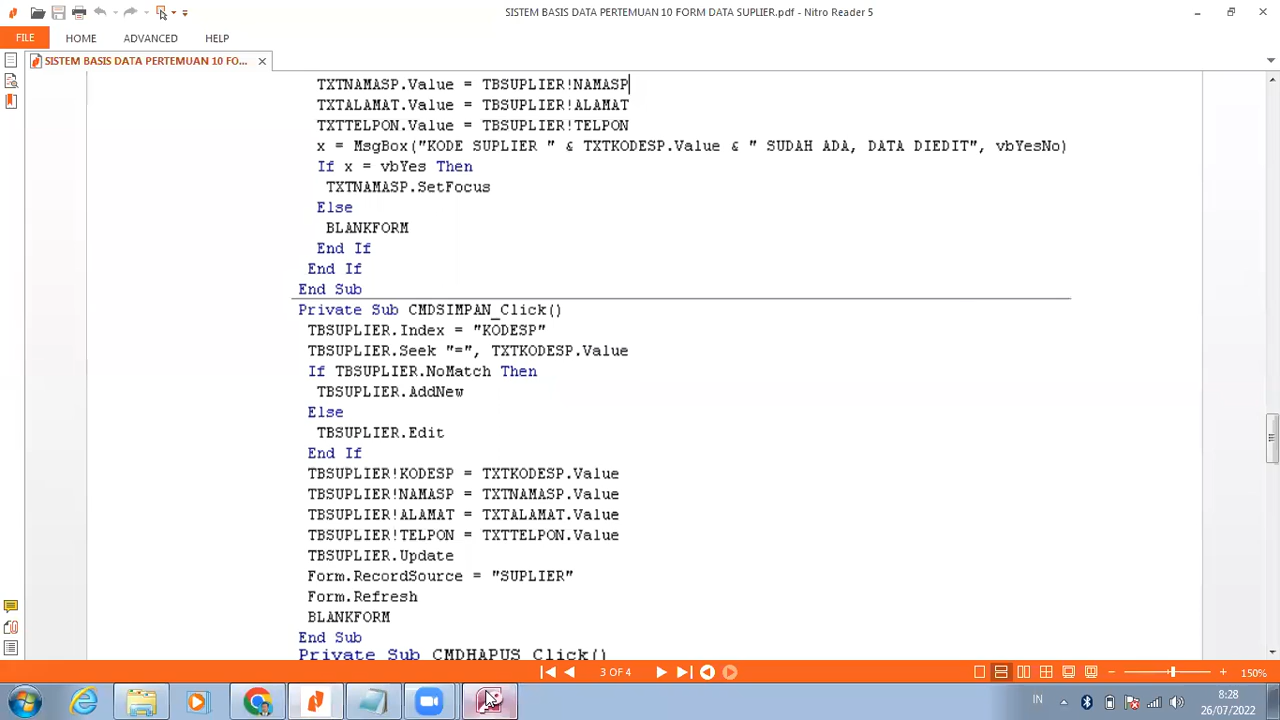 SISTEM BASIS DATA PERTEMUAN 10 FORM DATA SUPLIER.pdf - Nitro Reader 5
FILE HOME ADVANCED HELP
SISTEM BASIS DATA PERTEMUAN 10 FO...
TXTNAMASP.Value = TBSUPLIER!NAMASP
TXTALAMAT.Value = TBSUPLIER!ALAMAT
TXTTELPON.Value = TBSUPLIER!TELPON
x = MsgBox("KODE SUPLIER " & TXTKODESP.Value & " SUDAH ADA, DATA DIEDIT", vbYesNo)
If x = vbYes Then
TXTNAMASP.SetFocus
Else
BLANKFORM
End If
End If
End Sub
Private Sub CMDSIMPAN_Click()
TBSUPLIER.Index = "KODESP"
TBSUPLIER.Seek "=", TXTKODESP.Value
If TBSUPLIER.NoMatch Then
TBSUPLIER.AddNew
Else
TBSUPLIER.Edit
End If
TBSUPLIER!KODESP = TXTKODESP.Value
TBSUPLIER!NAMASP = TXTNAMASP.Value
TBSUPLIER!ALAMAT = TXTALAMAT.Value
TBSUPLIER!TELPON = TXTTELPON.Value
TBSUPLIER.Update
Form.RecordSource = "SUPLIER"
Form.Refresh
BLANKFORM
End Sub
Private Sub CMDHAPUS_Click()
3 OF 4
150%
IN
8:28
26/07/2022